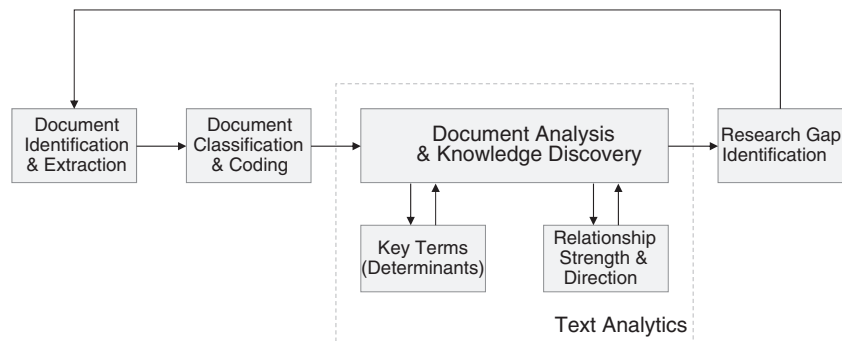 Document
Identification
& Extraction
Document
Classification
& Coding
Document Analysis
& Knowledge Discovery
Research Gap
Identification
Key Terms
(Determinants)
Relationship
Strength &
Direction
Text Analytics